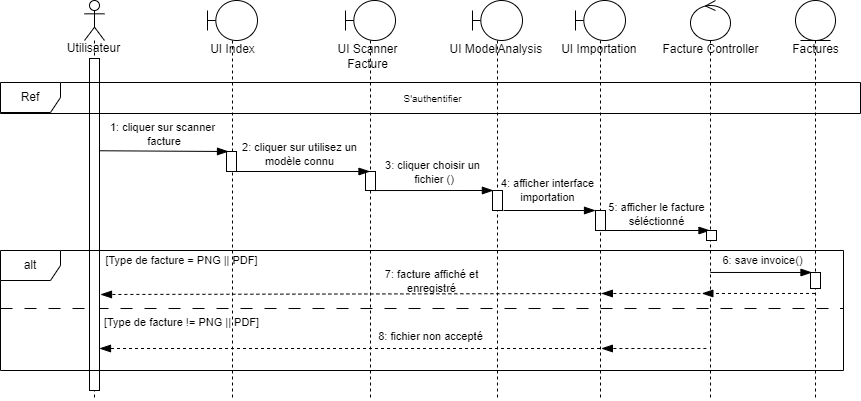 Utilisateur
UI Index
UI Scanner
Facture
UI ModelAnalysis
UI Importation
Facture Controller
Factures
Ref
S'authentifier
1: cliquer sur scanner
facture
2: cliquer sur utilisez un
modèle connu
3: cliquer choisir un
fichier ()
4: afficher interface
importation
5: afficher le facture
séléctionné
alt
[Type de facture = PNG || PDF]
6: save invoice()
7: facture affiché et
enregistré
[Type de facture != PNG || PDF]
8: fichier non accepté